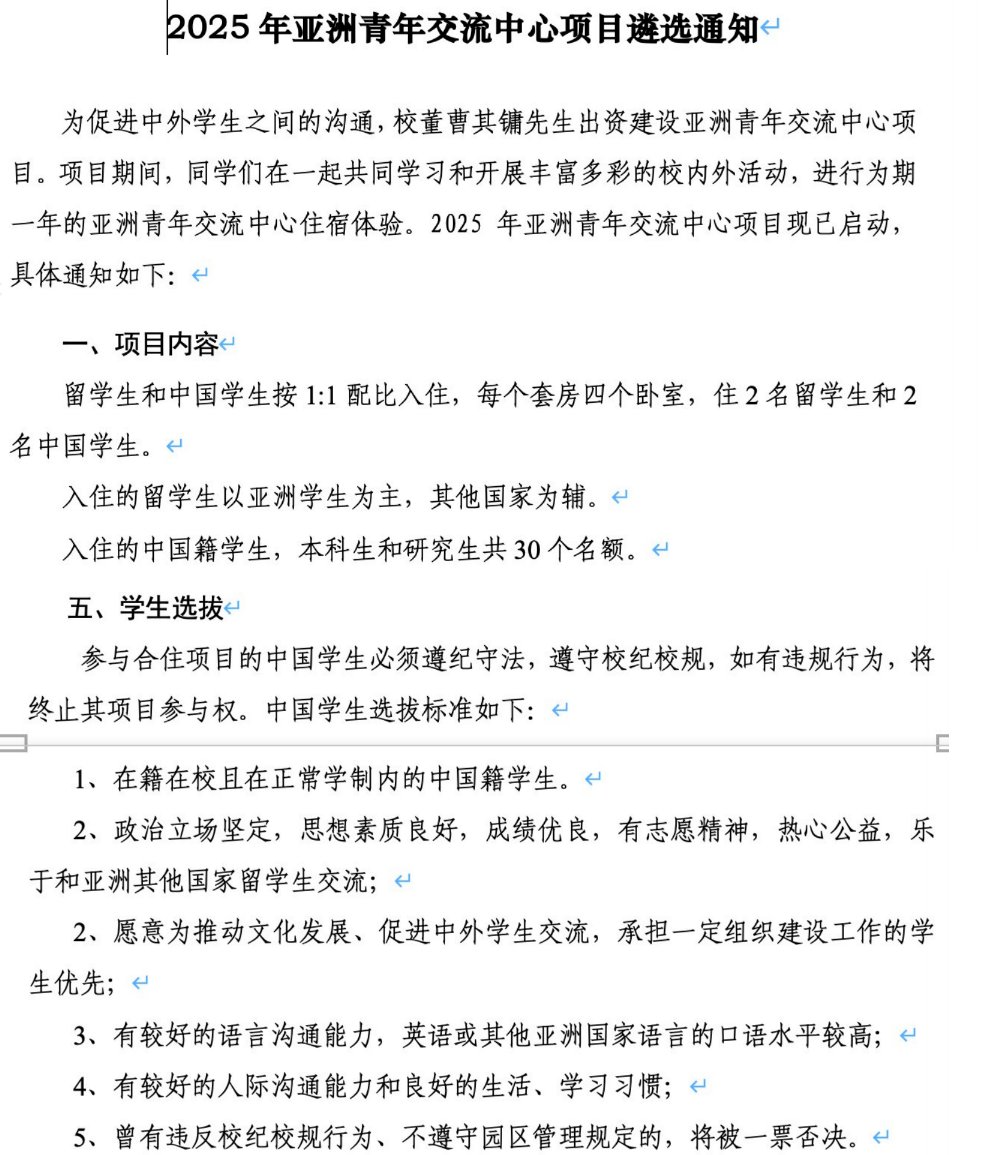 2025 年亚洲青年交流中心项目遴选通知
为促进中外学生之间的沟通,校董曹其镛先生出资建设亚洲青年交流中心项
目。项目期间，同学们在一起共同学习和开展丰富多彩的校内外活动，进行为期
一年的亚洲青年交流中心住宿体验。2025 年亚洲青年交流中心项目现已启动，
具体通知如下：
一、项目内容
留学生和中国学生按 1:1 配比入住，每个套房四个卧室，住 2 名留学生和 2
名中国学生。
入住的留学生以亚洲学生为主，其他国家为辅。
入住的中国籍学生，本科生和研究生共 30 个名额。
五、学生选拔
参与合住项目的中国学生必须遵纪守法，遵守校纪校规，如有违规行为，将
终止其项目参与权。中国学生选拔标准如下：
1、在籍在校且在正常学制内的中国籍学生。
2、政治立场坚定，思想素质良好，成绩优良，有志愿精神，热心公益，乐
于和亚洲其他国家留学生交流；
2、愿意为推动文化发展、促进中外学生交流，承担一定组织建设工作的学
生优先；
3、有较好的语言沟通能力，英语或其他亚洲国家语言的口语水平较高；
4、有较好的人际沟通能力和良好的生活、学习习惯；
5、曾有违反校纪校规行为、不遵守园区管理规定的，将被一票否决。